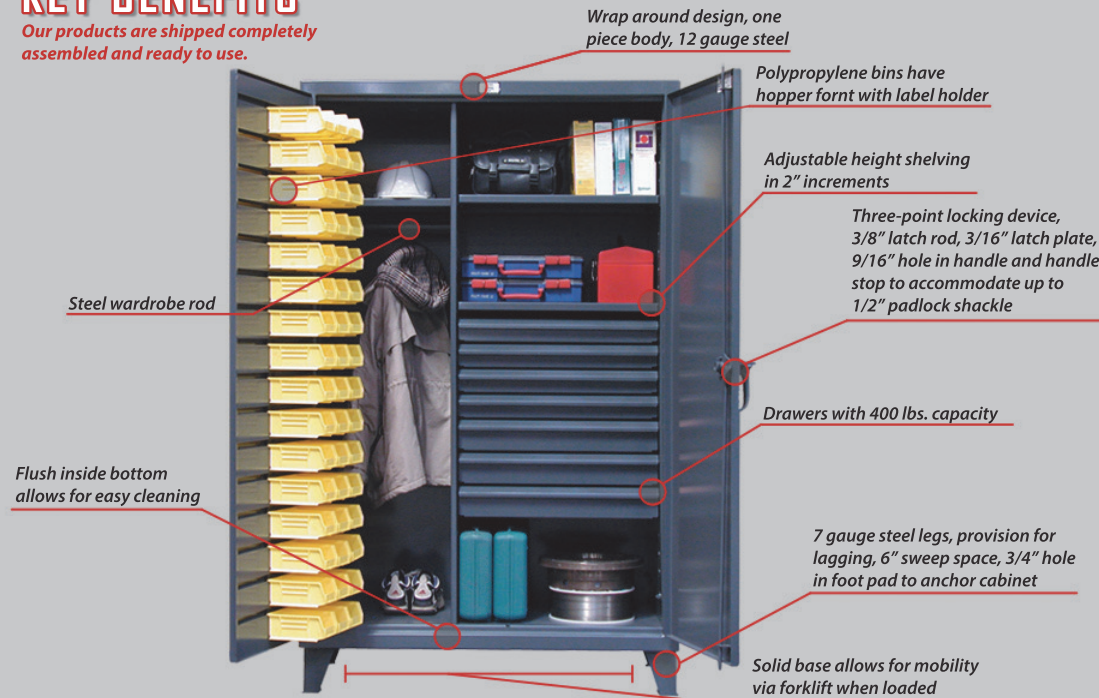 KEY BENEFITS
Our products are shipped completely
assembled and ready to use.
Wrap around design, one
piece body, 12 gauge steel
Polypropylene bins have
hopper fornt with label holder
Adjustable height shelving
in 2" increments
Three-point locking device,
3/8" latch rod, 3/16" latch plate,
9/16" hole in handle and handle
stop to accommodate up to
1/2" padlock shackle
Steel wardrobe rod
Drawers with 400 lbs. capacity
Flush inside bottom
allows for easy cleaning
7 gauge steel legs, provision for
lagging, 6" sweep space, 3/4" hole
in foot pad to anchor cabinet
Solid base allows for mobility
via forklift when loaded